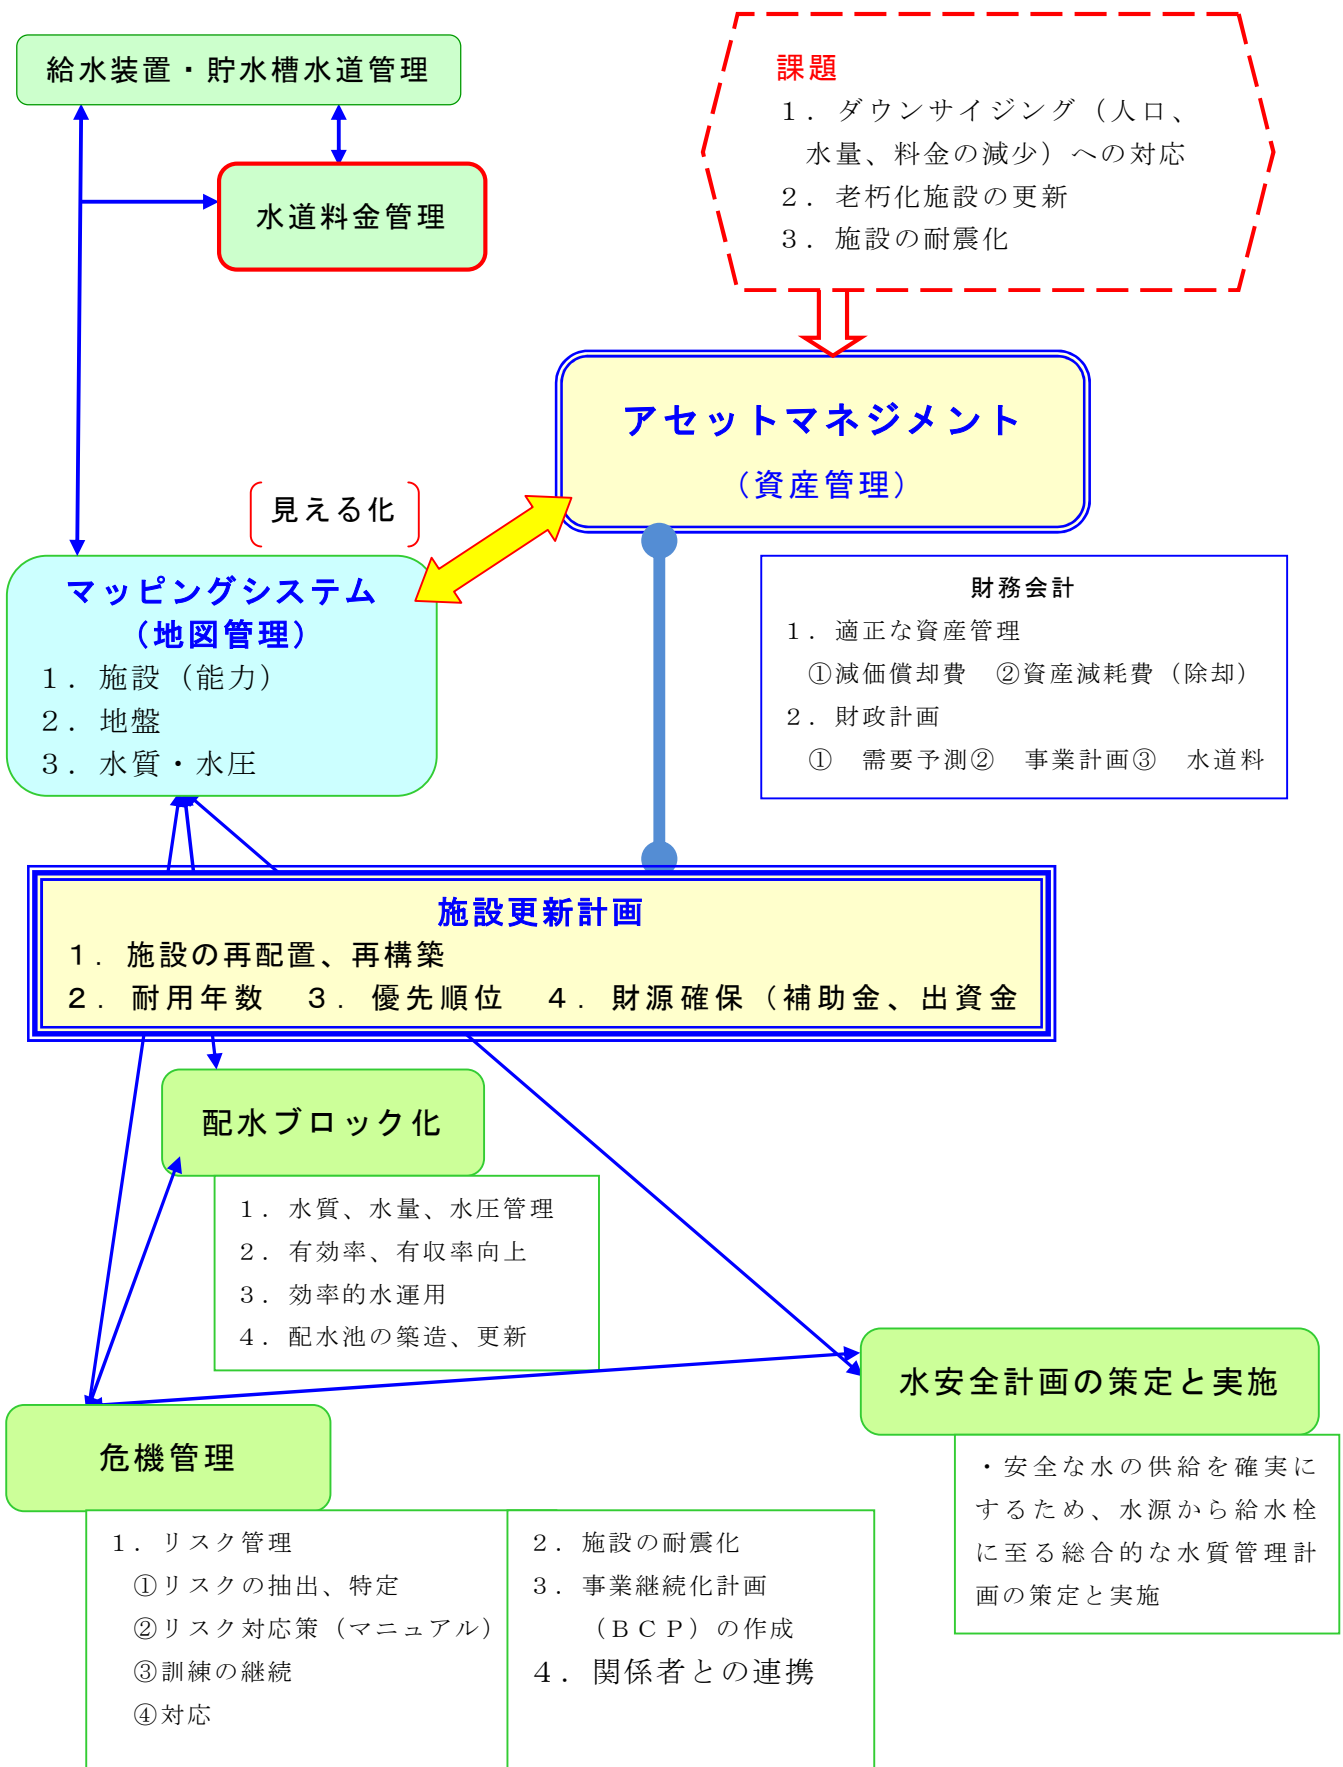 給水装置・貯水槽水道管理
水道料金管理
課題
１．ダウンサイジング（人口、
水量、料金の減少）への対応
２．老朽化施設の更新
３．施設の耐震化
アセットマネジメント
（資産管理）
見える化
マッピングシステム
（地図管理）
１．施設（能力）
２．地盤
３．水質・水圧
財務会計
１．適正な資産管理
①減価償却費　②資産減耗費（除却）
２．財政計画
①　需要予測②　事業計画③　水道料
施設更新計画
１．施設の再配置、再構築
２．耐用年数　３．優先順位　４．財源確保（補助金、出資金
配水ブロック化
１．水質、水量、水圧管理
２．有効率、有収率向上
３．効率的水運用
４．配水池の築造、更新
水安全計画の策定と実施
・安全な水の供給を確実に
するため、水源から給水栓
に至る総合的な水質管理計
画の策定と実施
危機管理
１．リスク管理
①リスクの抽出、特定
②リスク対応策（マニュアル）
③訓練の継続
④対応
２．施設の耐震化
３．事業継続化計画
（ＢＣＰ）の作成
４．関係者との連携